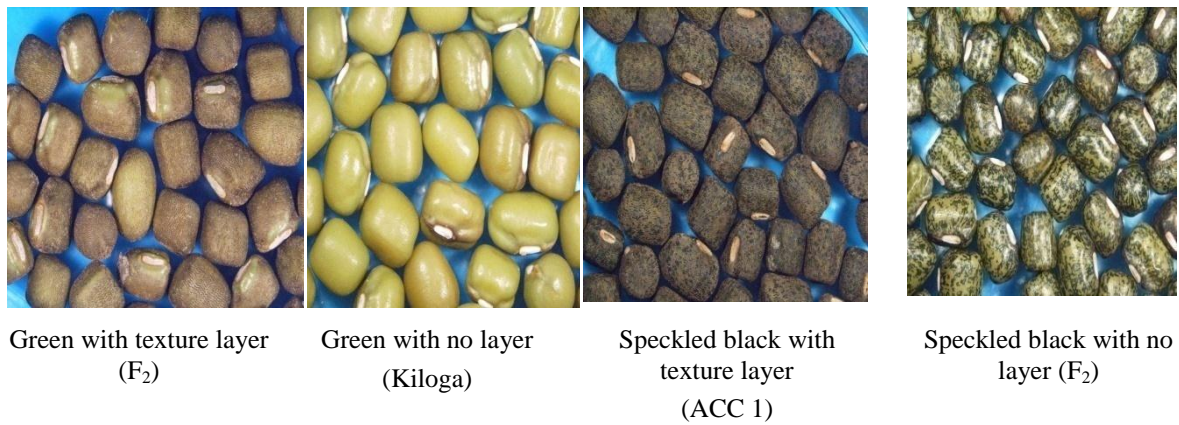 Green with texture layer
(F₂)
Green with no layer
(Kiloga)
Speckled black with
texture layer
(ACC 1)
Speckled black with no
layer (F₂)